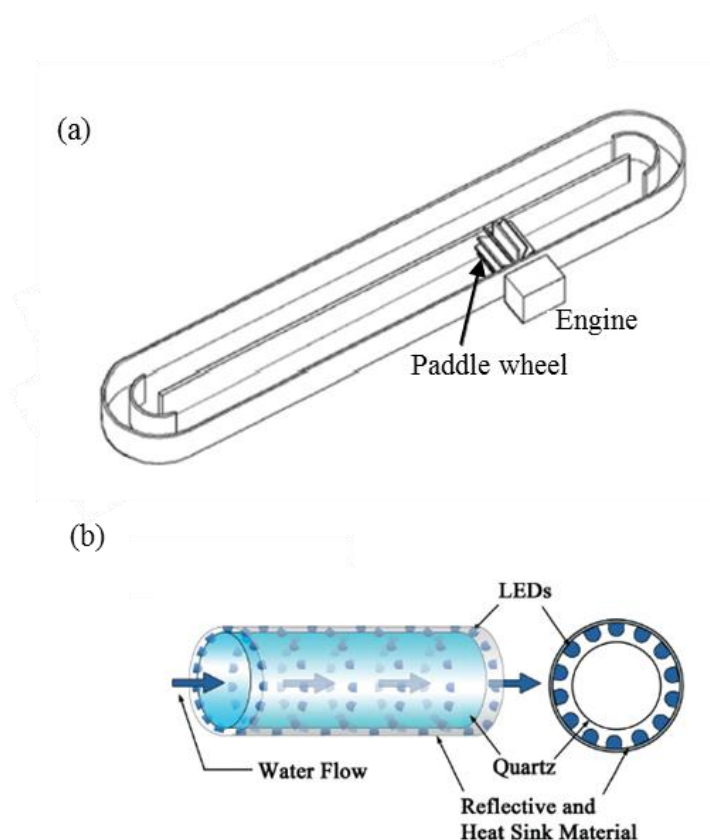 (a)
Engine
Paddle wheel
(b)
LEDs
Water Flow
Quartz
Reflective and
Heat Sink Material